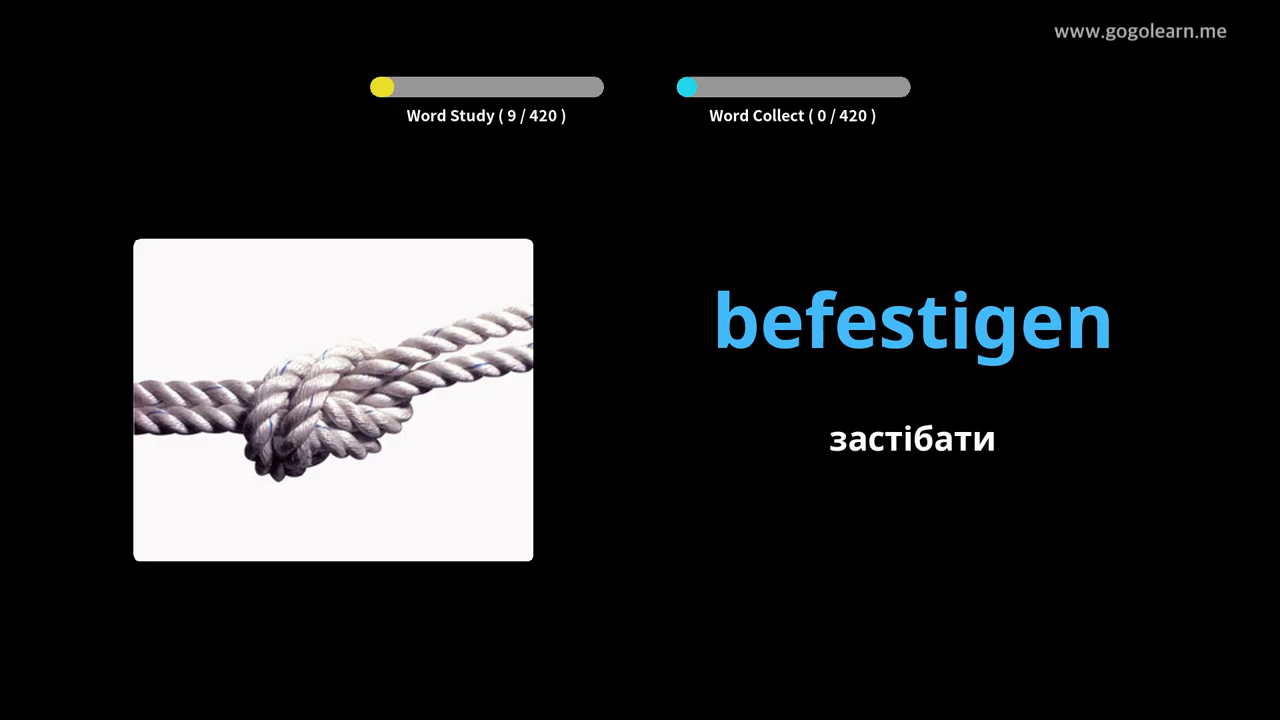 www.gogolearn.me
Word Study ( 9 / 420 )
Word Collect ( 0 / 420 )
befestigen
застібати